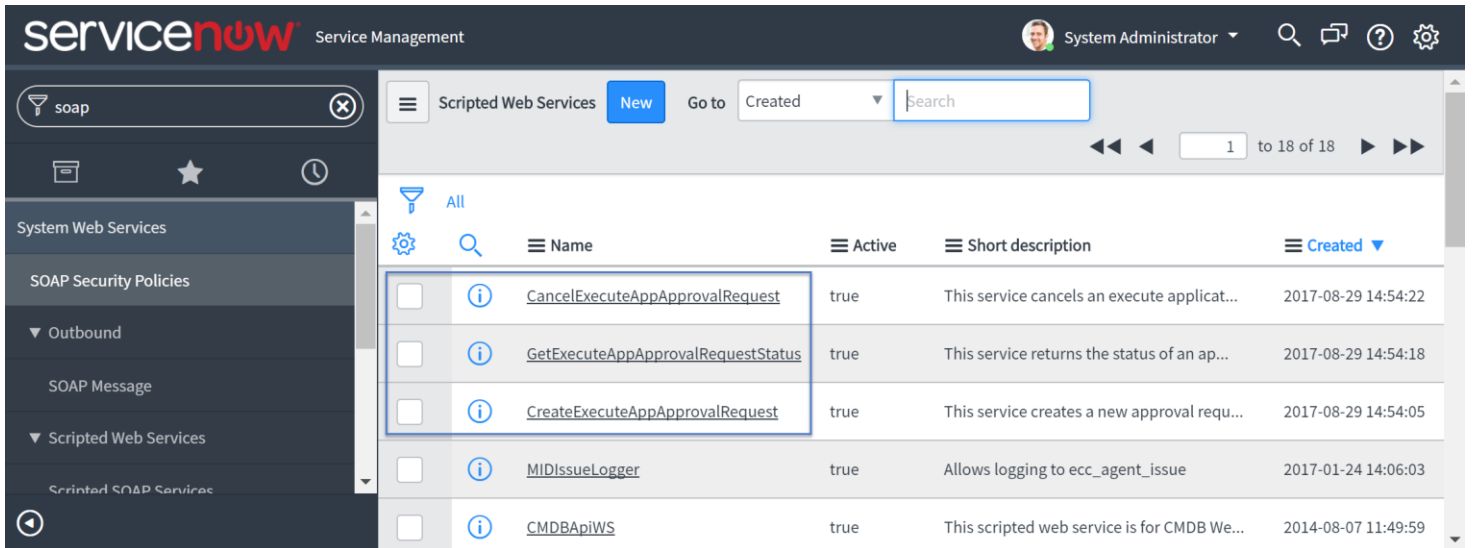 servicenow Service Management System Administrator
soap
Scripted Web Services New Go to Created Search
1 to 18 of 18
All
System Web Services
SOAP Security Policies
Outbound
SOAP Message
Scripted Web Services
Scripted SOAP Services
Name Active Short description Created
CancelExecuteAppApprovalRequest true This service cancels an execute applicat... 2017-08-29 14:54:22
GetExecuteAppApprovalRequestStatus true This service returns the status of an ap... 2017-08-29 14:54:18
CreateExecuteAppApprovalRequest true This service creates a new approval requ... 2017-08-29 14:54:05
MIDIssueLogger true Allows logging to ecc_agent_issue 2017-01-24 14:06:03
CMDBApiWS true This scripted web service is for CMDB We... 2014-08-07 11:49:59